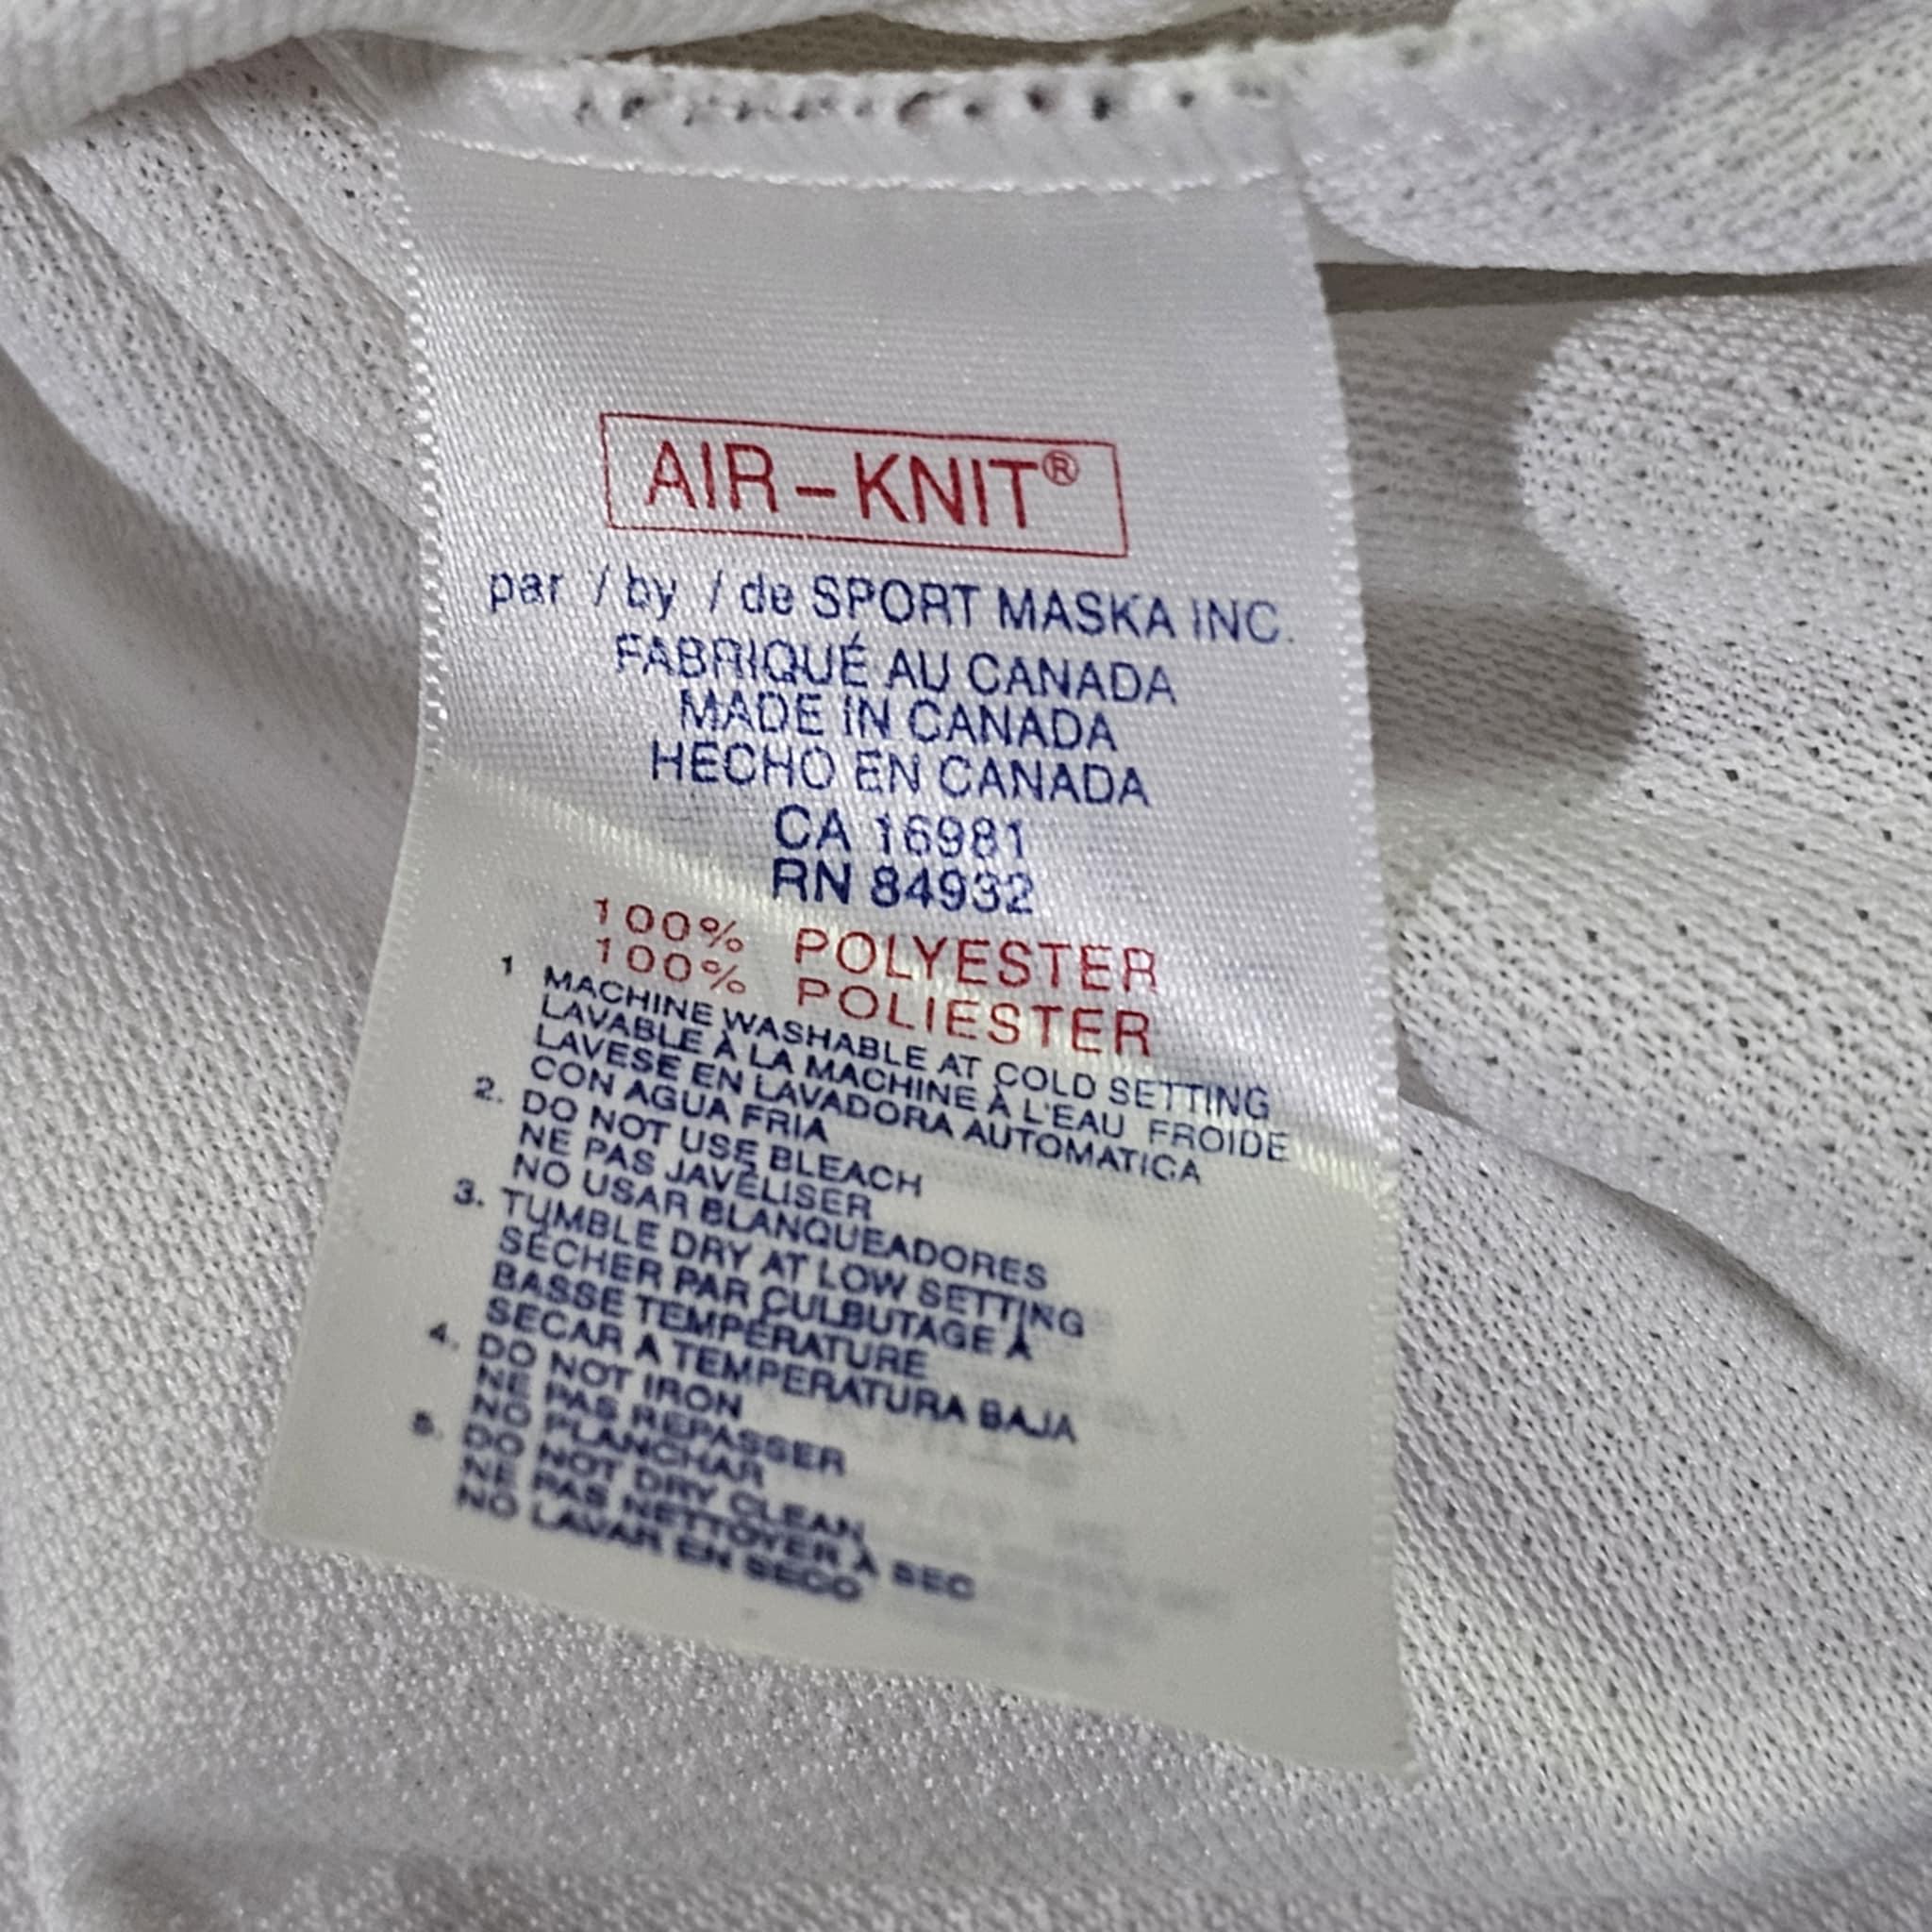 AIR-KNIT®
par / by / de SPORT MASKA INC.
FABRIQUÉ AU CANADA
MADE IN CANADA
HECHO EN CANADA
CA 16981
RN 84932
100% POLYESTER
100% POLIESTER
1 MACHINE WASHABLE AT COLD SETTING
LAVABLE À LA MACHINE À L'EAU FROIDE
LAVESE EN LAVADORA AUTOMATICA
CON AGUA FRIA
2. DO NOT USE BLEACH
NE PAS JAVÉLISER
NO USAR BLANQUEADORES
3. TUMBLE DRY AT LOW SETTING
SÉCHER PAR CULBUTAGE À
BASSE TEMPÉRATURE
SECAR A TEMPERATURA BAJA
4. DO NOT IRON
NE PAS REPASSER
NO PLANCHAR
5. DO NOT DRY CLEAN
NE PAS NETTOYER À SEC
NO LAVAR EN SECO